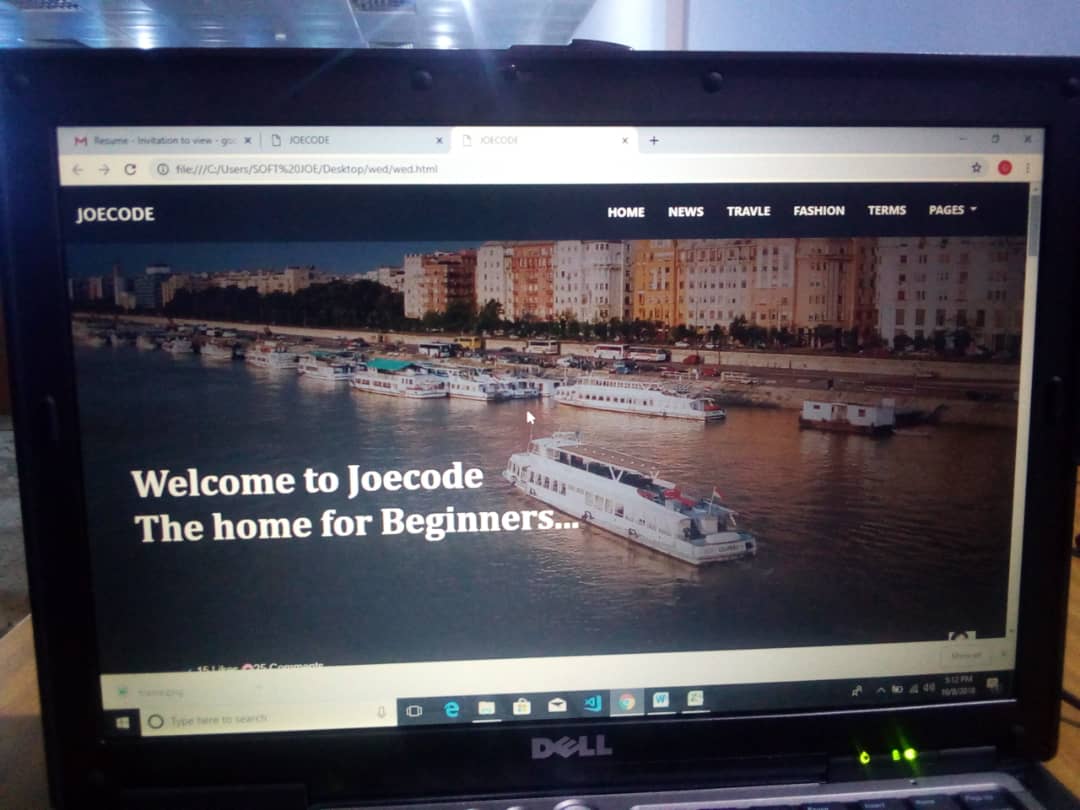 Resume - Invitation to view - goo
JOECODE
JOECODE
file:///C:/Users/SOFT%20JOE/Desktop/wed/wed.html
JOECODE
HOME NEWS TRAVLE FASHION TERMS PAGES
Welcome to Joecode
The home for Beginners...
15 Likes 25 Comments
Show all
Type here to search
5:12 PM
10/8/2018
DELL
Insert